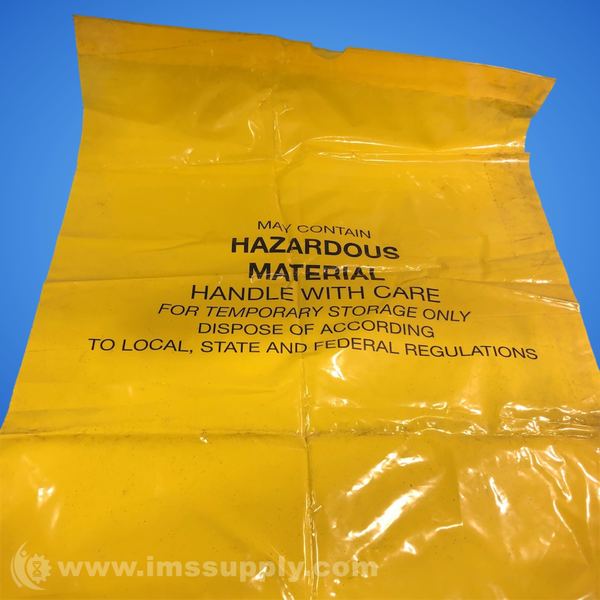 MAY CONTAIN
HAZARDOUS
MATERIAL
HANDLE WITH CARE
FOR TEMPORARY STORAGE ONLY
DISPOSE OF ACCORDING
TO LOCAL, STATE AND FEDERAL REGULATIONS
www.imssupply.com